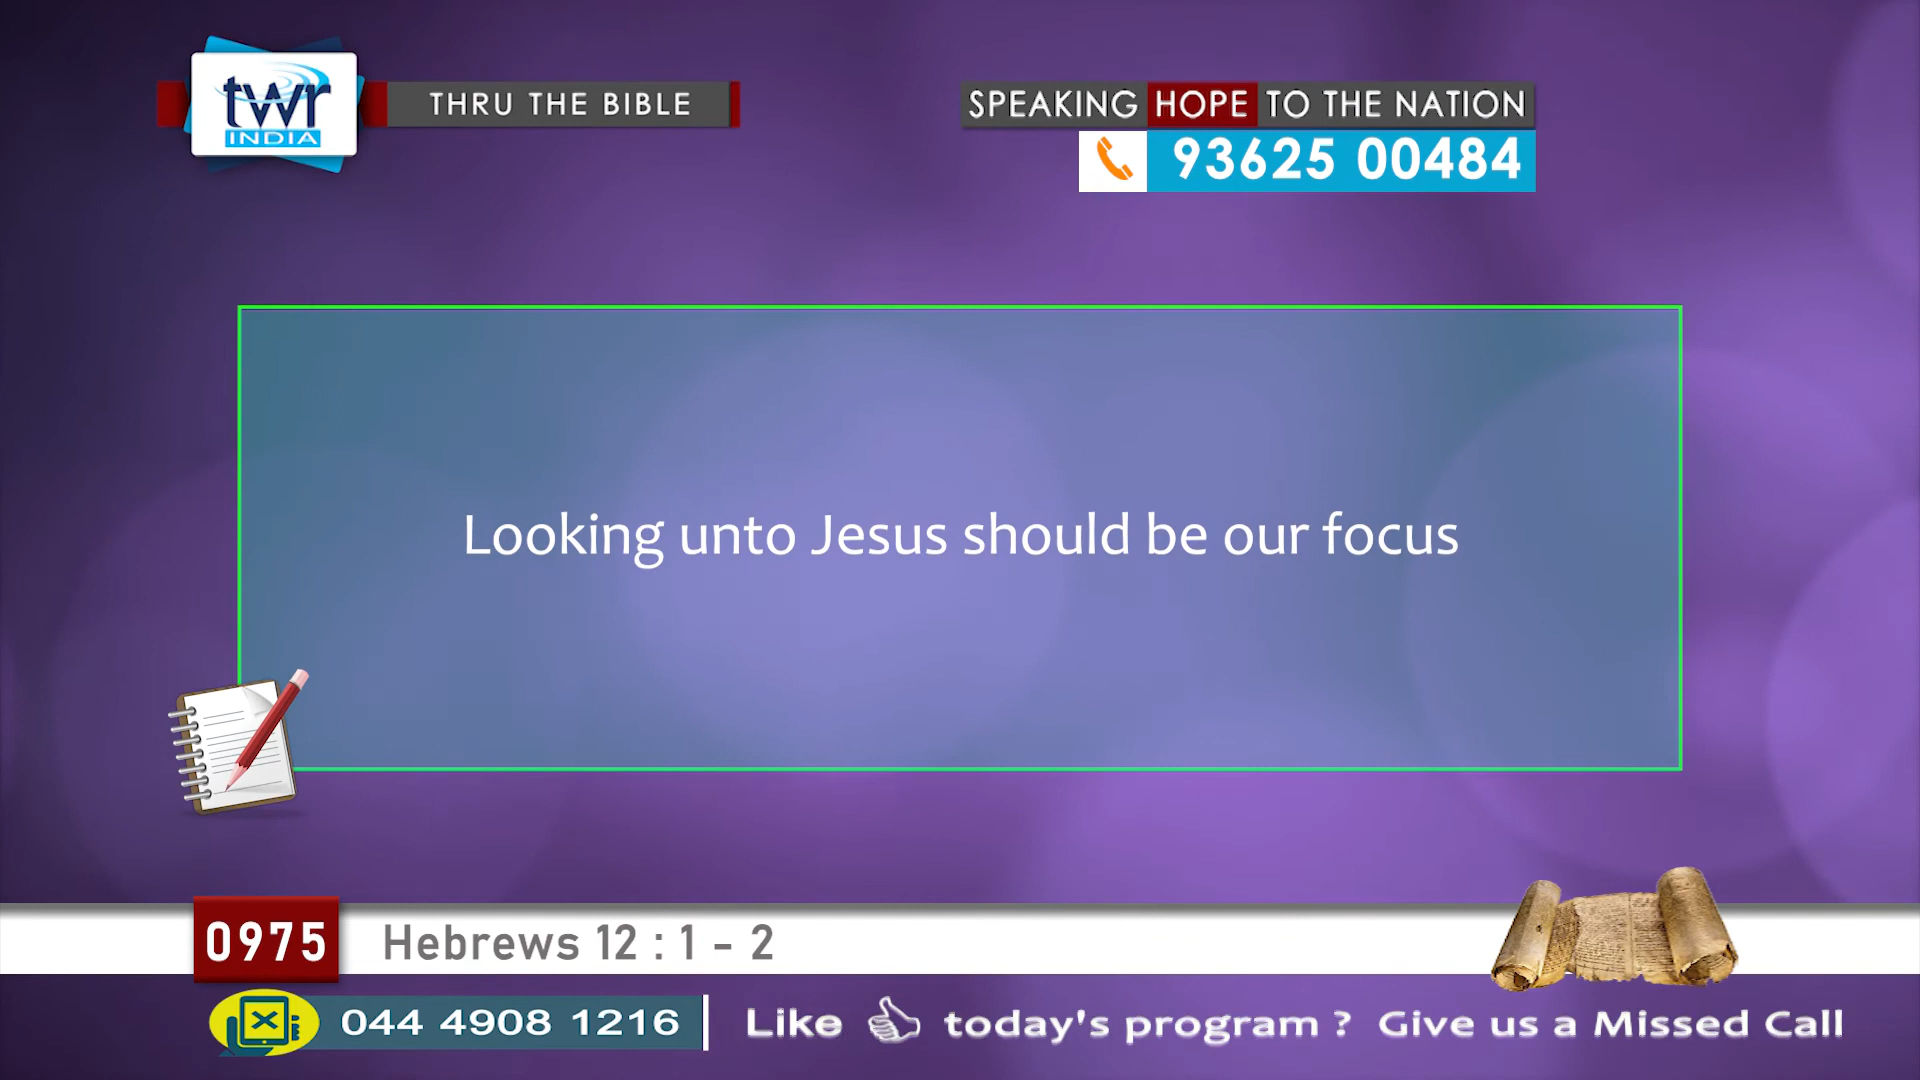 twr
INDIA
THRU THE BIBLE
SPEAKING HOPE TO THE NATION
93625 00484
Looking unto Jesus should be our focus
0975
Hebrews 12 : 1 - 2
044 4908 1216
Like today's program ? Give us a Missed Call